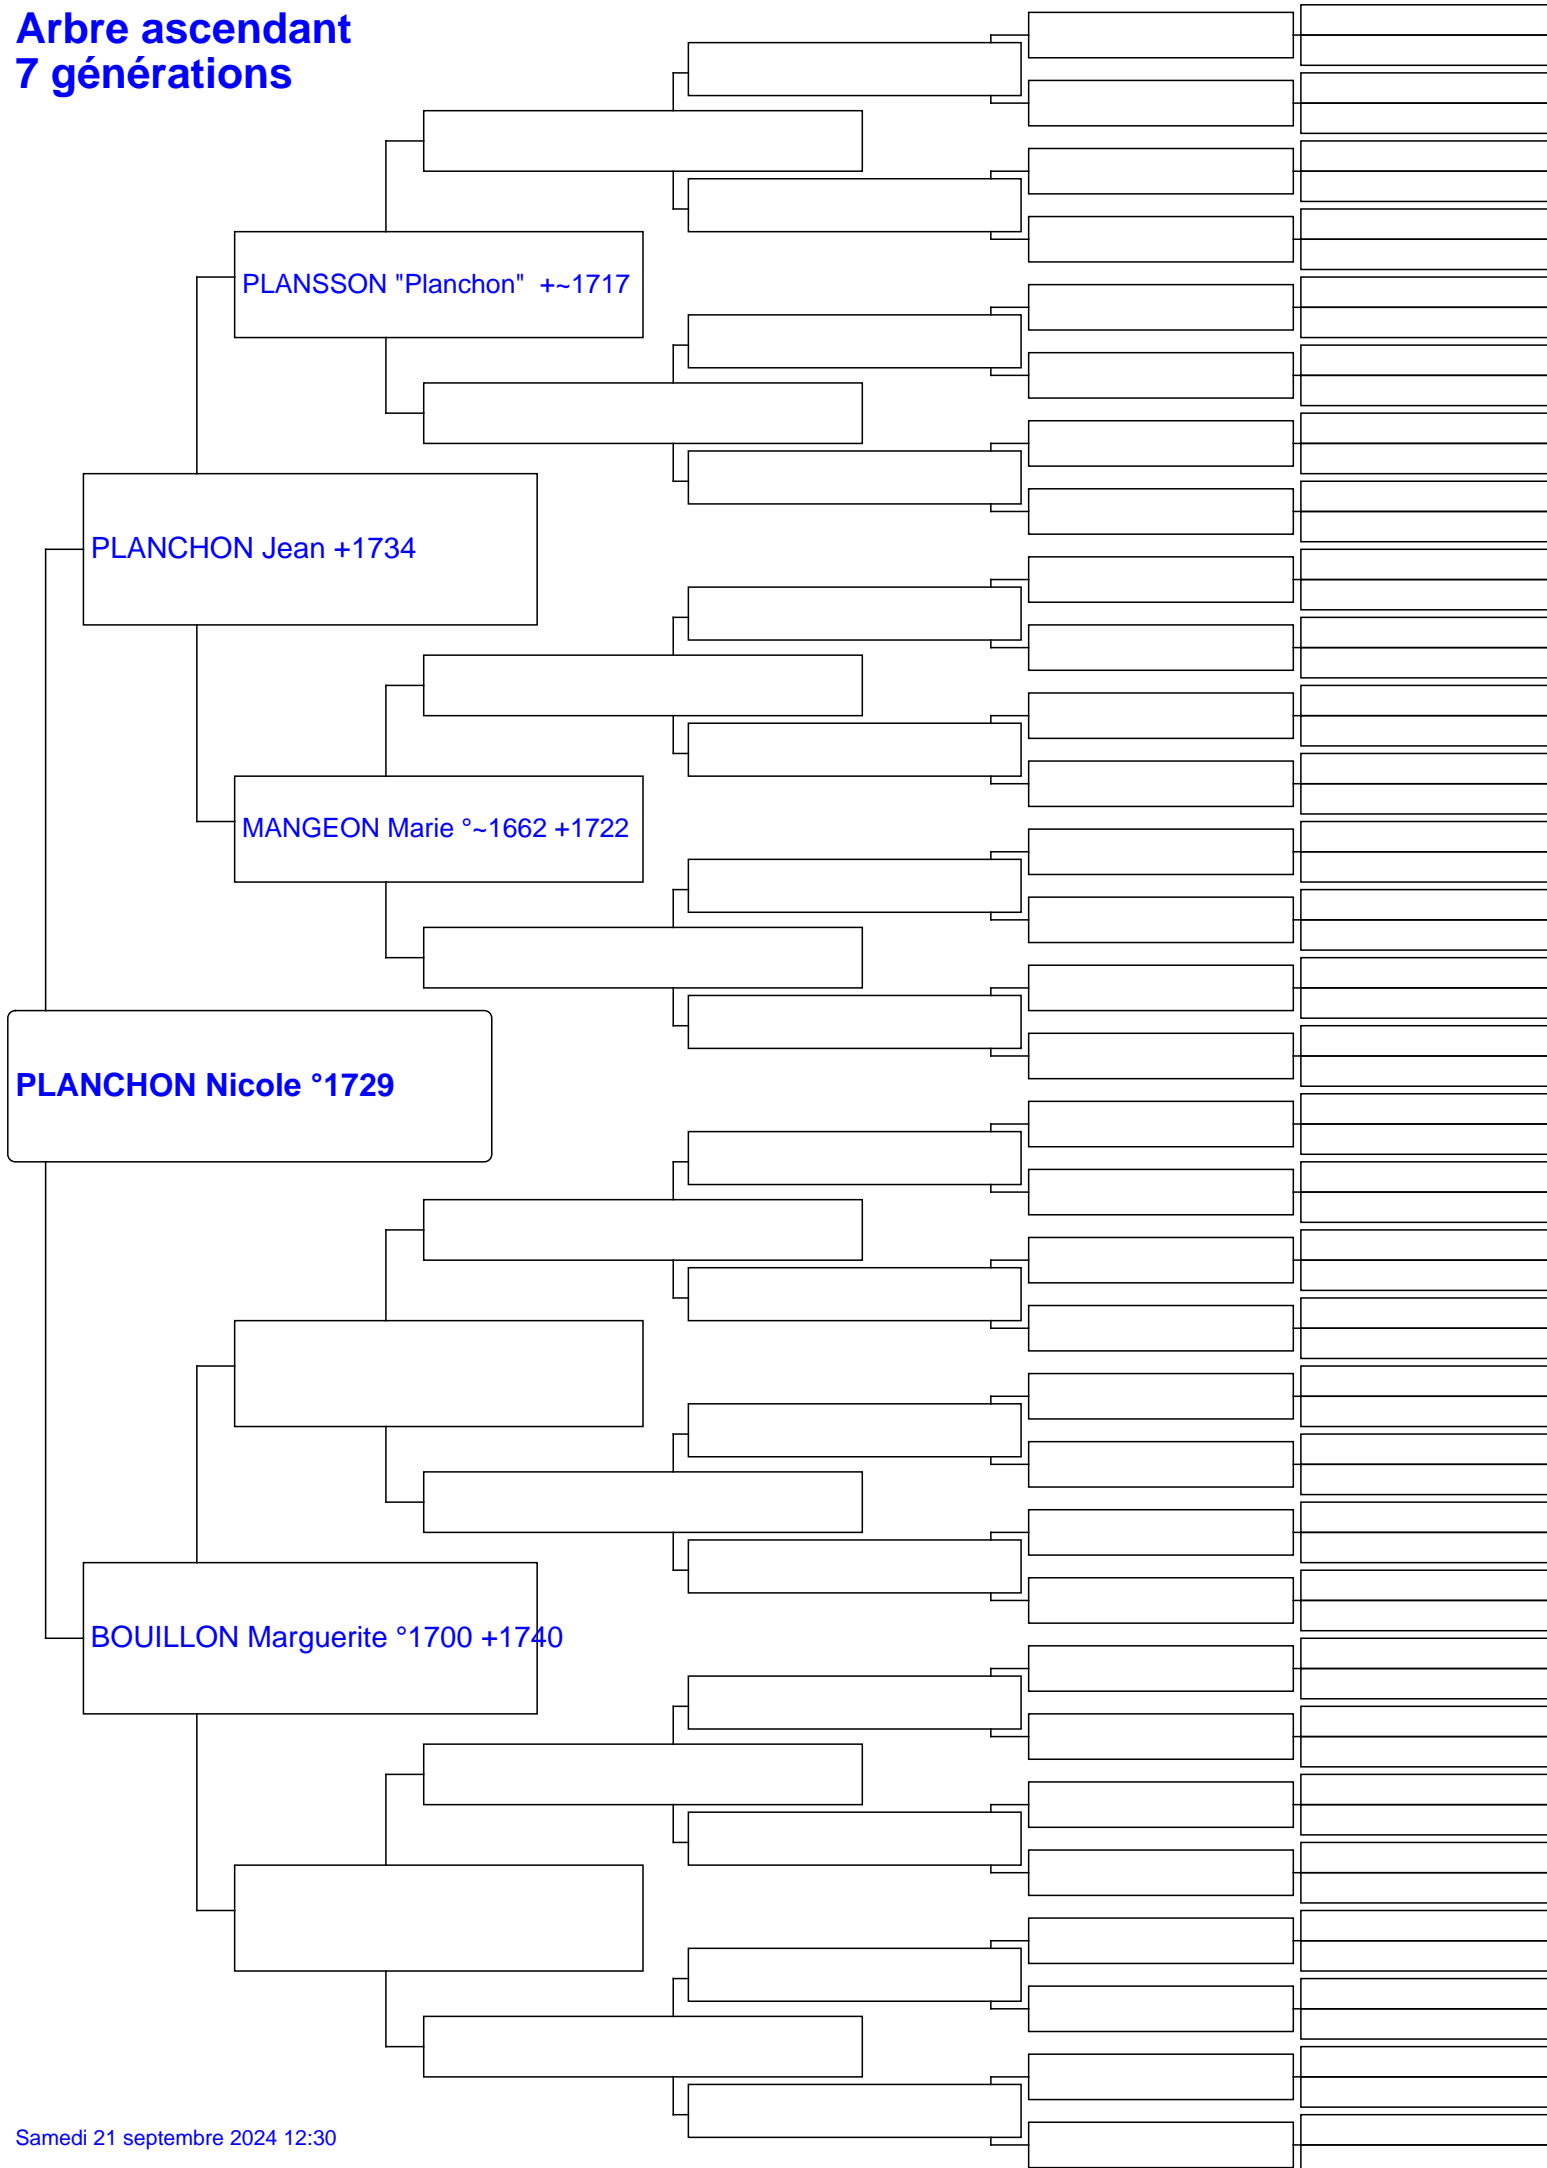 Arbre ascendant
7 générations
PLANSSON "Planchon"  +~1717
PLANCHON Jean +1734
MANGEON Marie °~1662 +1722
PLANCHON Nicole °1729
BOUILLON Marguerite °1700 +1740
Samedi 21 septembre 2024 12:30